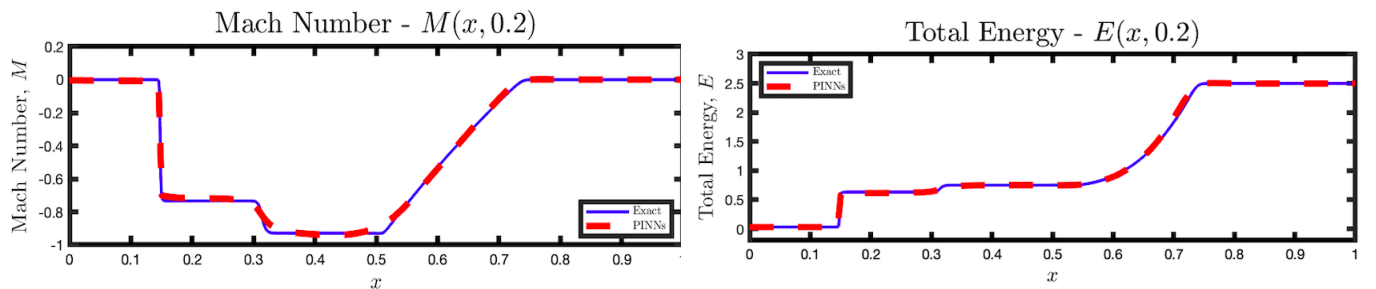 Mach Number - M(x, 0.2)
0.2
0
-0.2
-0.4
-0.6
-0.8
-1
Mach Number, M
Exact
PINNs
0 0.1 0.2 0.3 0.4 0.5 0.6 0.7 0.8 0.9
x
Total Energy - E(x, 0.2)
3
2.5
2
1.5
1
0.5
0
Total Energy, E
Exact
PINNs
0 0.1 0.2 0.3 0.4 0.5 0.6 0.7 0.8 0.9 1
x